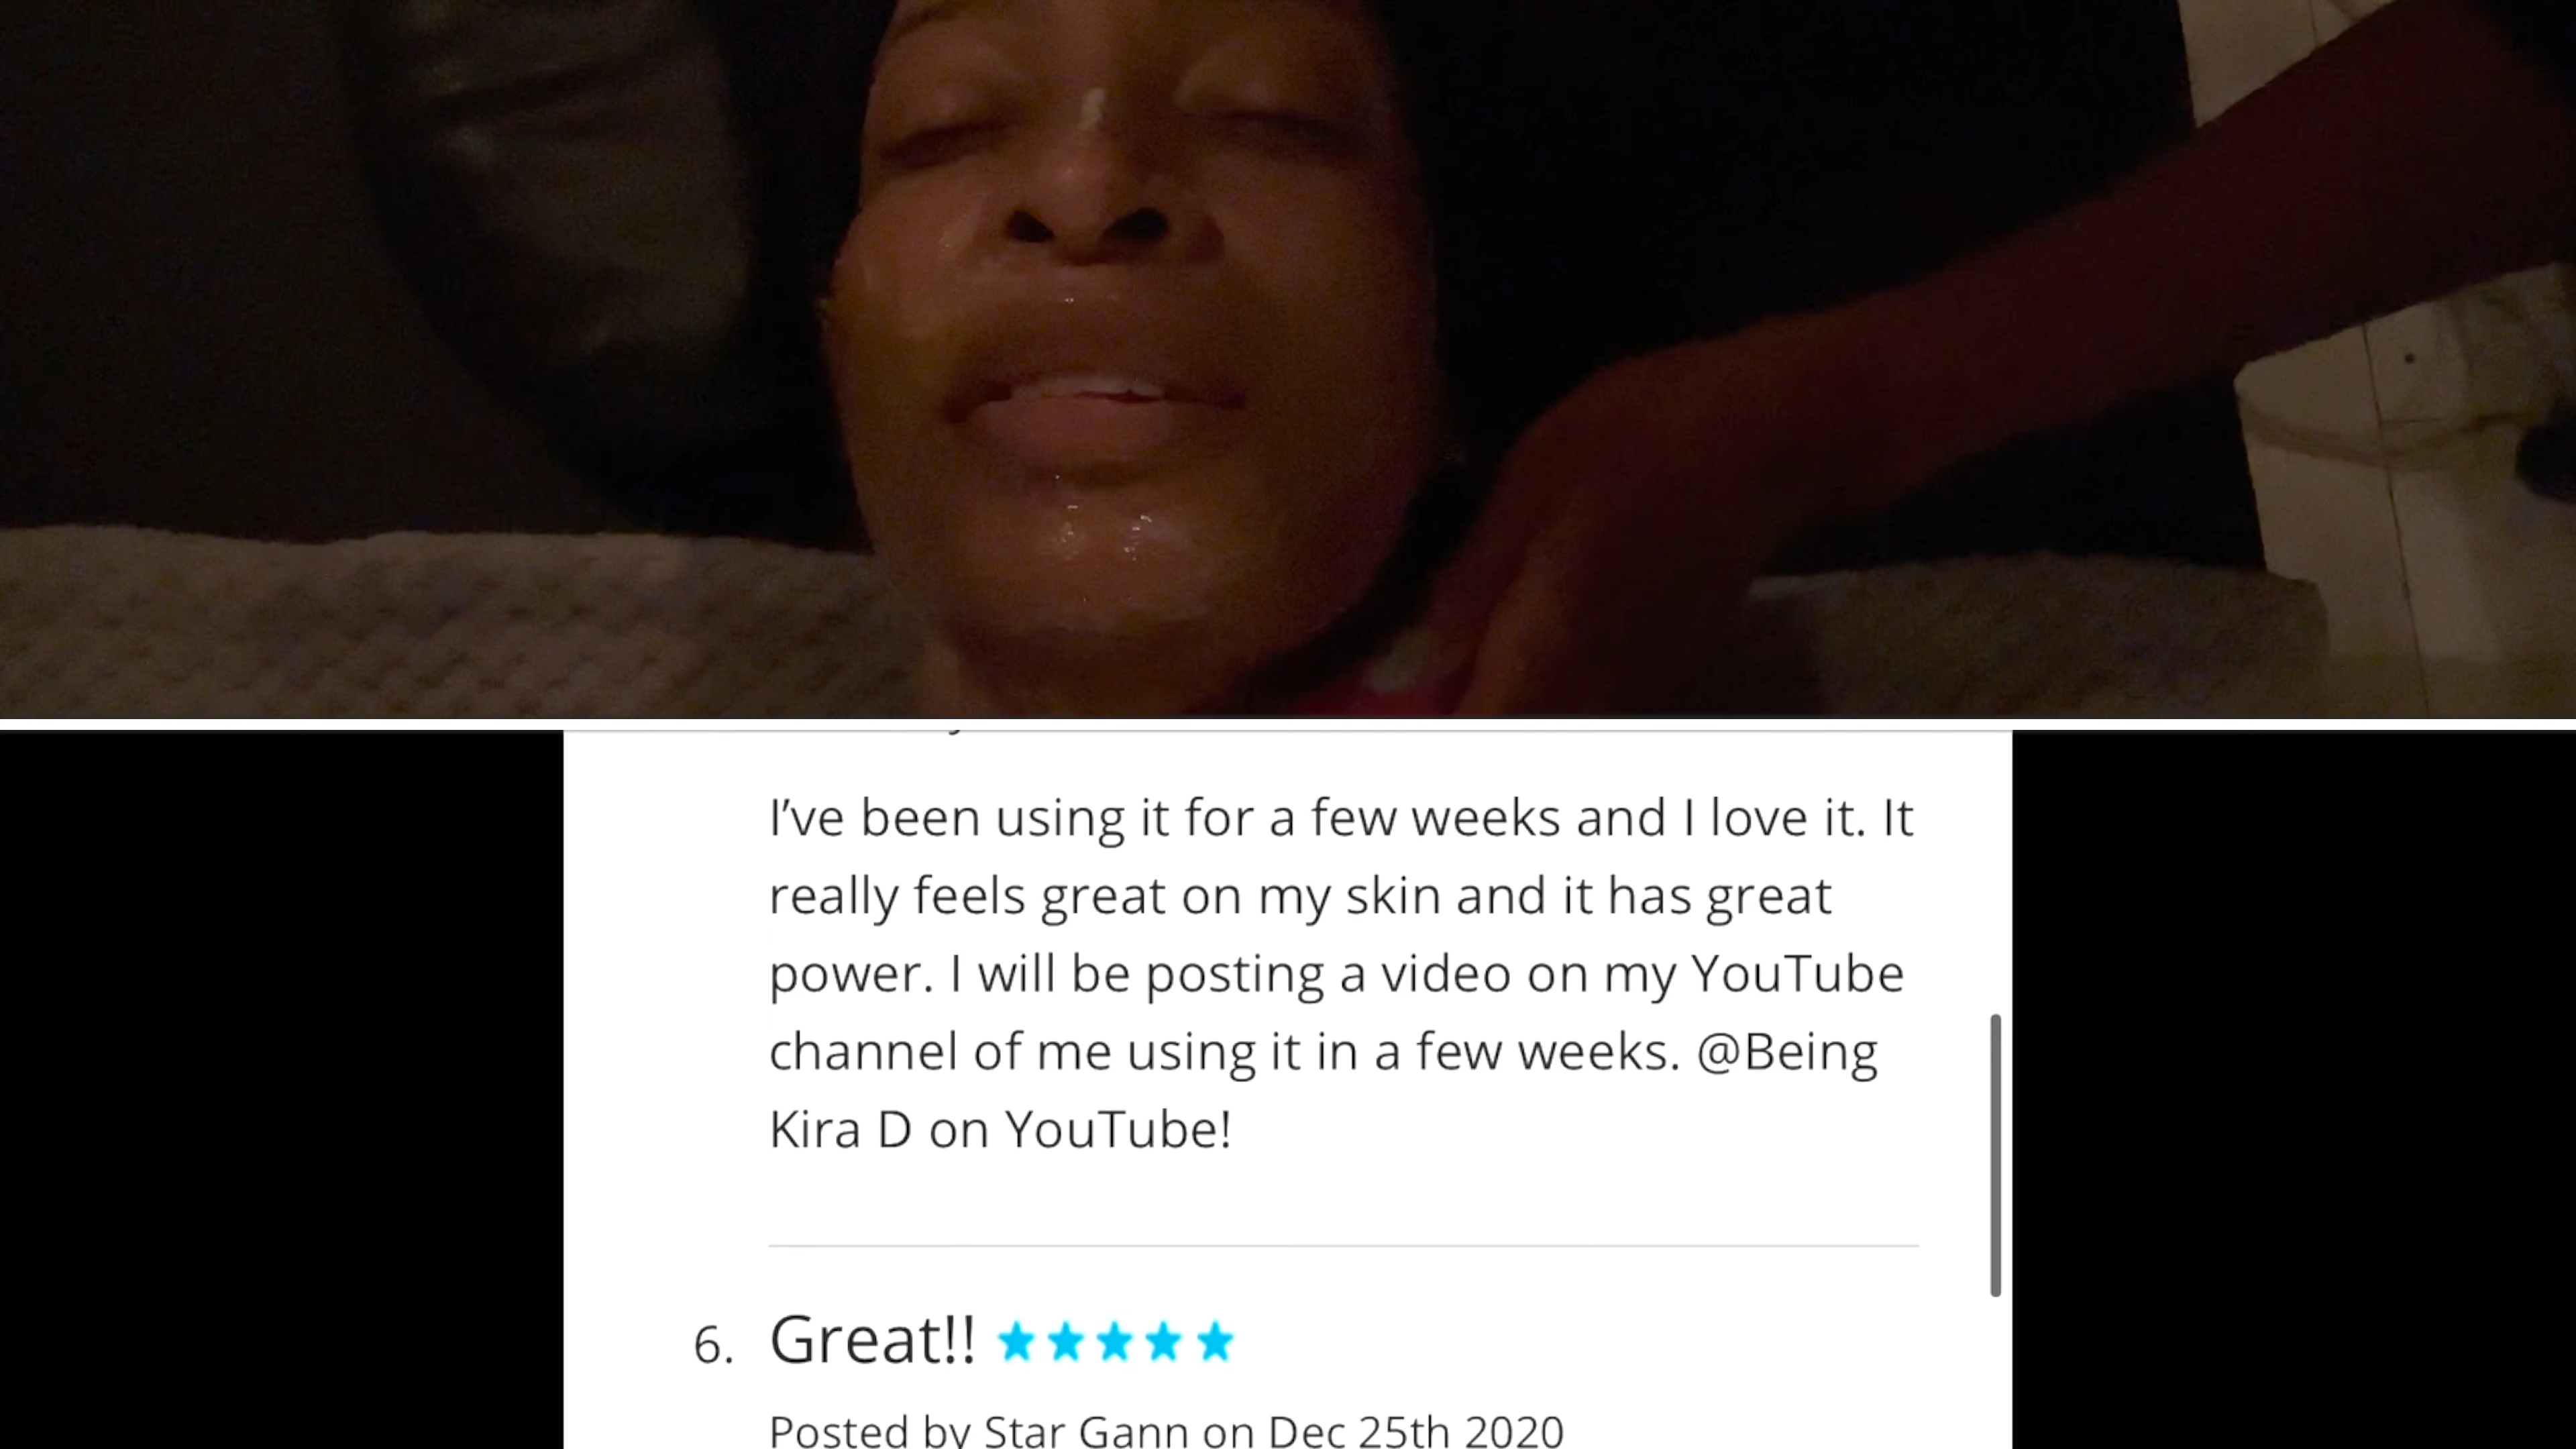 I’ve been using it for a few weeks and I love it. It
really feels great on my skin and it has great
power. I will be posting a video on my YouTube
channel of me using it in a few weeks. @Being
Kira D on YouTube!
6. Great!! ★★★★★
Posted by Star Gann on Dec 25th 2020